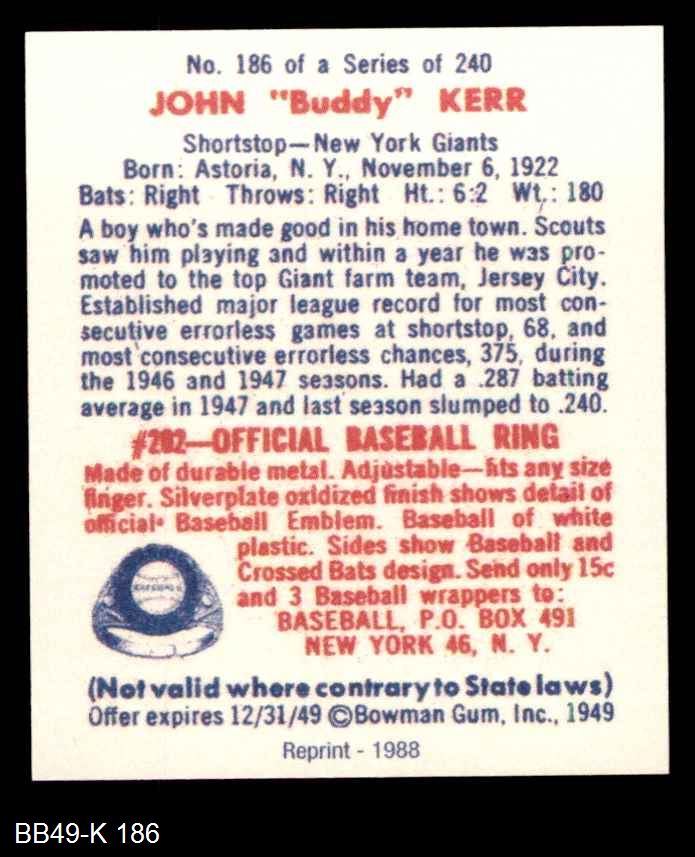 No. 186 of a Series of 240
JOHN "Buddy" KERR
Shortstop—New York Giants
Born: Astoria, N. Y., November 6, 1922
Bats: Right Throws: Right Ht.: 6:2 Wt.: 180
A boy who's made good in his home town. Scouts
saw him playing and within a year he was pro-
moted to the top Giant farm team, Jersey City.
Established major league record for most con-
secutive errorless games at shortstop, 68, and
most consecutive errorless chances, 375, during
the 1946 and 1947 seasons. Had a .287 batting
average in 1947 and last season slumped to .240.
#202—OFFICIAL BASEBALL RING
Made of durable metal. Adjustable—fits any size
finger. Silverplate oxidized finish shows detail of
official Baseball Emblem. Baseball of white
plastic. Sides show Baseball and
Crossed Bats design. Send only 15c
and 3 Baseball wrappers to:
BASEBALL, P.O. BOX 491
NEW YORK 46, N. Y.
(Not valid where contrary to State laws)
Offer expires 12/31/49 ©Bowman Gum, Inc., 1949
Reprint - 1988
BB49-K 186